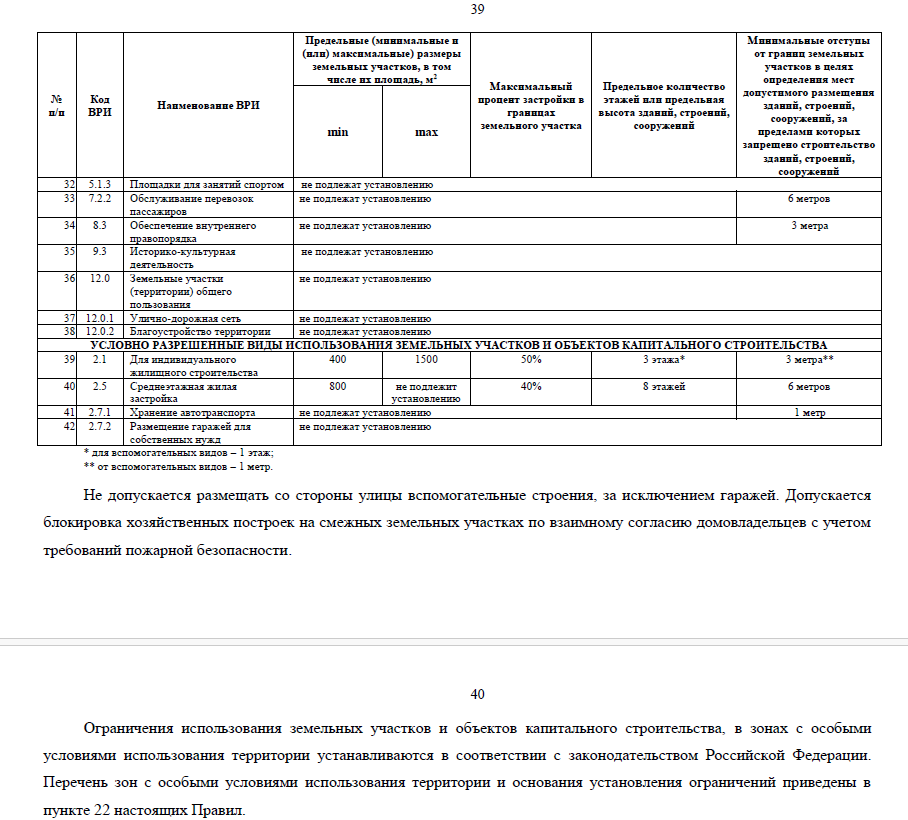 39
№ п/п
Код ВРИ
Наименование ВРИ
Предельные (минимальные и
(или) максимальные) размеры
земельных участков, в том
числе их площадь, м²
min
max
Максимальный
процент застройки в
границах
земельного участка
Предельное количество
этажей или предельная
высота зданий, строений,
сооружений
Минимальные отступы
от границ земельных
участков в целях
определения мест
допустимого размещения
зданий, строений,
сооружений, за
пределами которых
запрещено строительство
зданий, строений,
сооружений
32 5.1.3 Площадки для занятий спортом не подлежат установлению
33 7.2.2 Обслуживание перевозок не подлежат установлению 6 метров
пассажиров
34 8.3 Обеспечение внутреннего не подлежат установлению 3 метра
правопорядка
35 9.3 Историко-культурная не подлежат установлению
деятельность
36 12.0 Земельные участки не подлежат установлению
(территории) общего
пользования
37 12.0.1 Улично-дорожная сеть не подлежат установлению
38 12.0.2 Благоустройство территории не подлежат установлению
УСЛОВНО РАЗРЕШЕННЫЕ ВИДЫ ИСПОЛЬЗОВАНИЯ ЗЕМЕЛЬНЫХ УЧАСТКОВ И ОБЪЕКТОВ КАПИТАЛЬНОГО СТРОИТЕЛЬСТВА
39 2.1 Для индивидуального 400 1500 50% 3 этажа* 3 метра**
жилищного строительства
40 2.5 Среднеэтажная жилая 800 не подлежит 40% 8 этажей 6 метров
застройка установлению
41 2.7.1 Хранение автотранспорта не подлежат установлению 1 метр
42 2.7.2 Размещение гаражей для не подлежат установлению
собственных нужд
* для вспомогательных видов – 1 этаж;
** от вспомогательных видов – 1 метр.
Не допускается размещать со стороны улицы вспомогательные строения, за исключением гаражей. Допускается
блокировка хозяйственных построек на смежных земельных участках по взаимному согласию домовладельцев с учетом
требований пожарной безопасности.
40
Ограничения использования земельных участков и объектов капитального строительства, в зонах с особыми
условиями использования территории устанавливаются в соответствии с законодательством Российской Федерации.
Перечень зон с особыми условиями использования территории и основания установления ограничений приведены в
пункте 22 настоящих Правил.